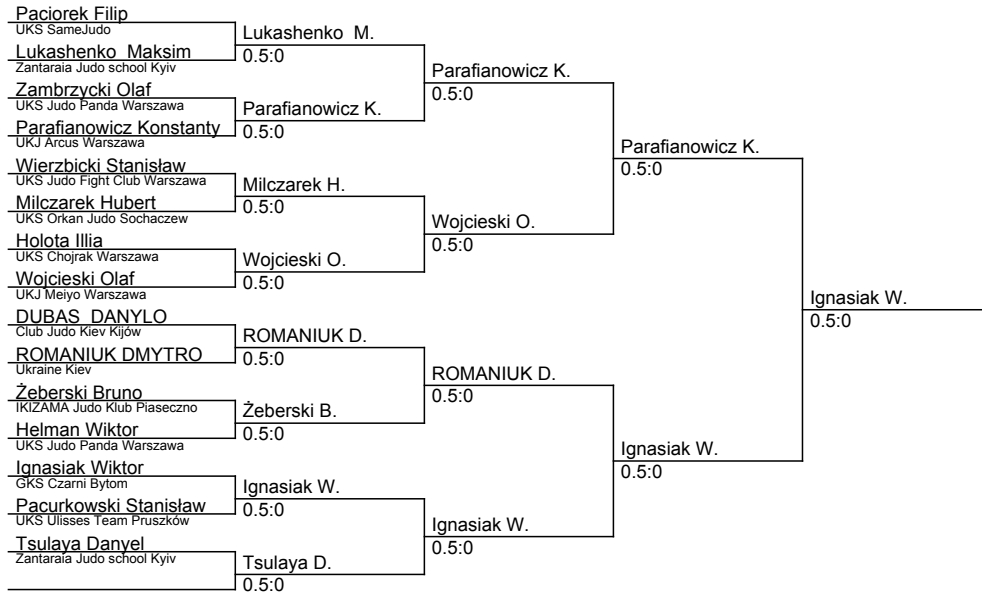 Paciorek Filip
UKS SameJudo
Lukashenko  Maksim
Zantaraia Judo school Kyiv
Zambrzycki Olaf
UKS Judo Panda Warszawa
Parafianowicz Konstanty
UKJ Arcus Warszawa
Wierzbicki Stanisław
UKS Judo Fight Club Warszawa
Milczarek Hubert
UKS Orkan Judo Sochaczew
Holota Illia
UKS Chojrak Warszawa
Wojcieski Olaf
UKJ Meiyo Warszawa
DUBAS  DANYLO
Club Judo Kiev Kijów
ROMANIUK DMYTRO
Ukraine Kiev
Żeberski Bruno
IKIZAMA Judo Klub Piaseczno
Helman Wiktor
UKS Judo Panda Warszawa
Ignasiak Wiktor
GKS Czarni Bytom
Pacurkowski Stanisław
UKS Ulisses Team Pruszków
Tsulaya Danyel
Zantaraia Judo school Kyiv
Lukashenko  M.
0.5:0
Parafianowicz K.
0.5:0
Milczarek H.
0.5:0
Wojcieski O.
0.5:0
ROMANIUK D.
0.5:0
Żeberski B.
0.5:0
Ignasiak W.
0.5:0
Tsulaya D.
0.5:0
Parafianowicz K.
0.5:0
Wojcieski O.
0.5:0
ROMANIUK D.
0.5:0
Ignasiak W.
0.5:0
Parafianowicz K.
0.5:0
Ignasiak W.
0.5:0
Ignasiak W.
0.5:0